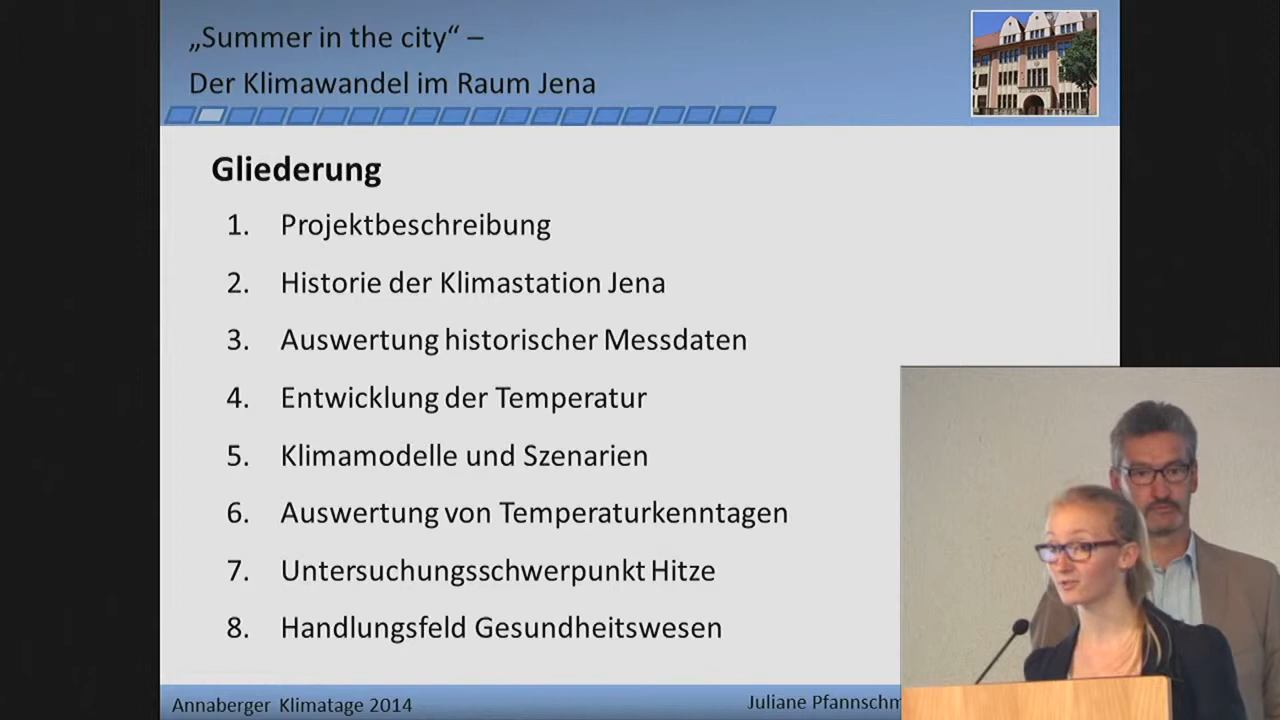 „Summer in the city“ –
Der Klimawandel im Raum Jena
Gliederung
1. Projektbeschreibung
2. Historie der Klimastation Jena
3. Auswertung historischer Messdaten
4. Entwicklung der Temperatur
5. Klimamodelle und Szenarien
6. Auswertung von Temperaturkenntagen
7. Untersuchungsschwerpunkt Hitze
8. Handlungsfeld Gesundheitswesen
Annaberger Klimatage 2014
Juliane